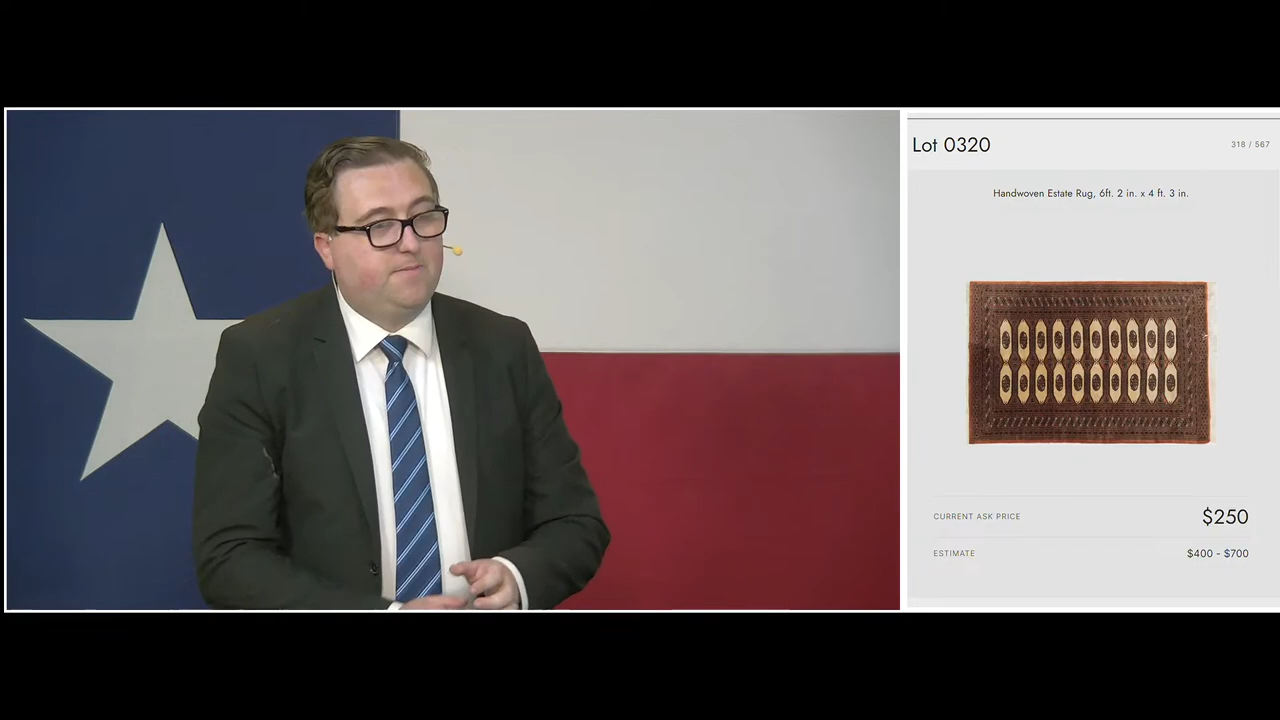 Lot 0320
318 / 567
Handwoven Estate Rug, 6ft. 2 in. x 4 ft. 3 in.
CURRENT ASK PRICE
$250
ESTIMATE
$400 - $700